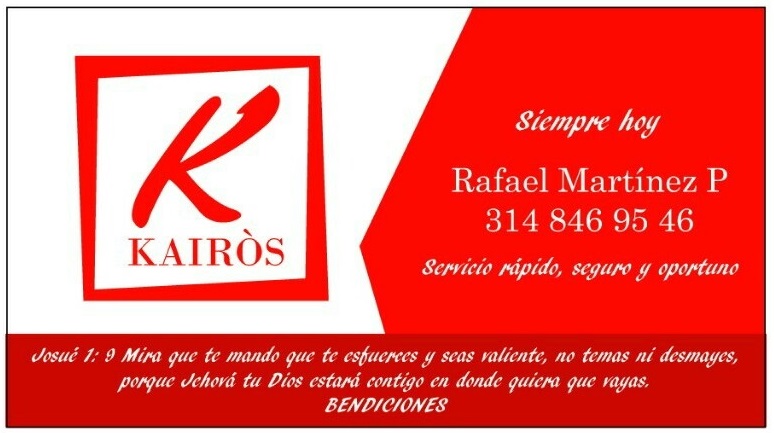 K
KAIRÒS
Siempre hoy
Rafael Martínez P
314 846 95 46
Servicio rápido, seguro y oportuno
Josué 1: 9 Mira que te mando que te esfuerces y seas valiente, no temas ni desmayes,
porque Jehová tu Dios estará contigo en donde quiera que vayas.
BENDICIONES